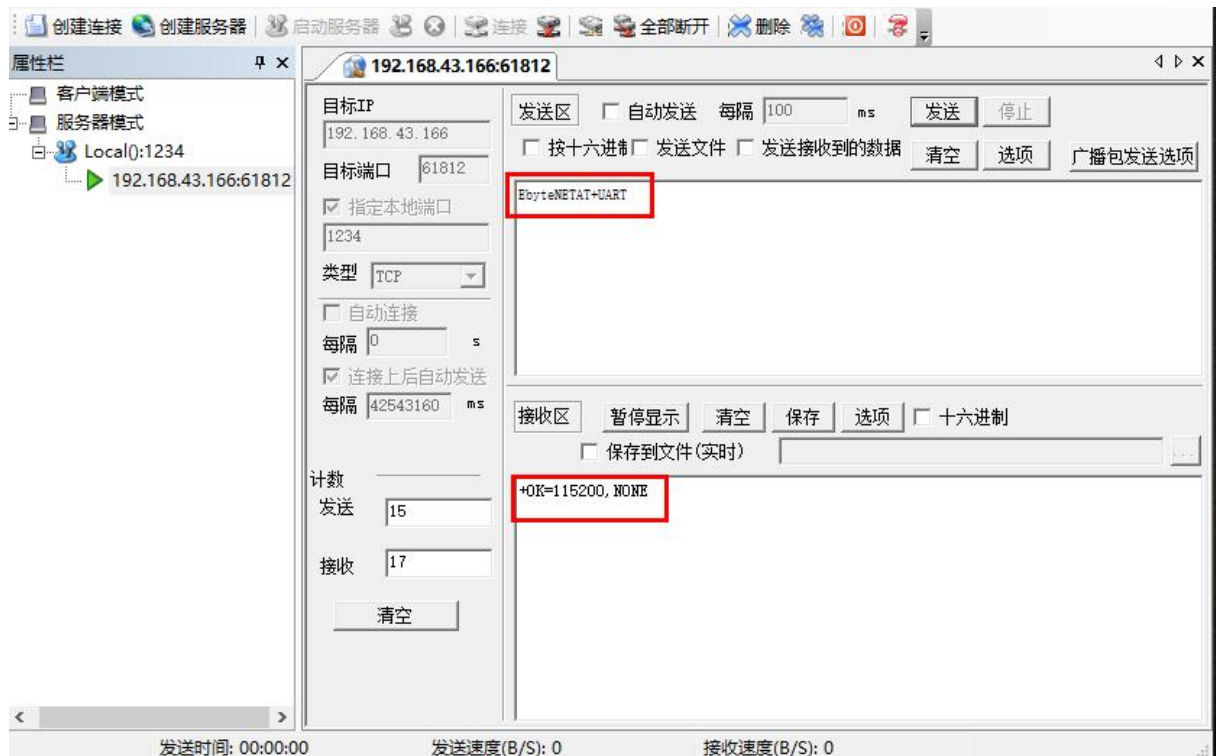 创建连接 创建服务器 启动服务器 连接 全部断开 删除
属性栏
客户端模式
服务器模式
Local():1234
192.168.43.166:61812
192.168.43.166:61812
目标IP
192.168.43.166
目标端口 61812
指定本地端口
1234
类型 TCP
自动连接
每隔 0 s
连接上后自动发送
每隔 42543160 ms
计数
发送 15
接收 17
清空
发送区 自动发送 每隔 100 ms 发送 停止
按十六进制 发送文件 发送接收到的数据 清空 选项 广播包发送选项
EbyteNETAT+UART
接收区 暂停显示 清空 保存 选项 十六进制
保存到文件(实时) ...
+OK=115200,NONE
发送时间: 00:00:00 发送速度(B/S): 0 接收速度(B/S): 0